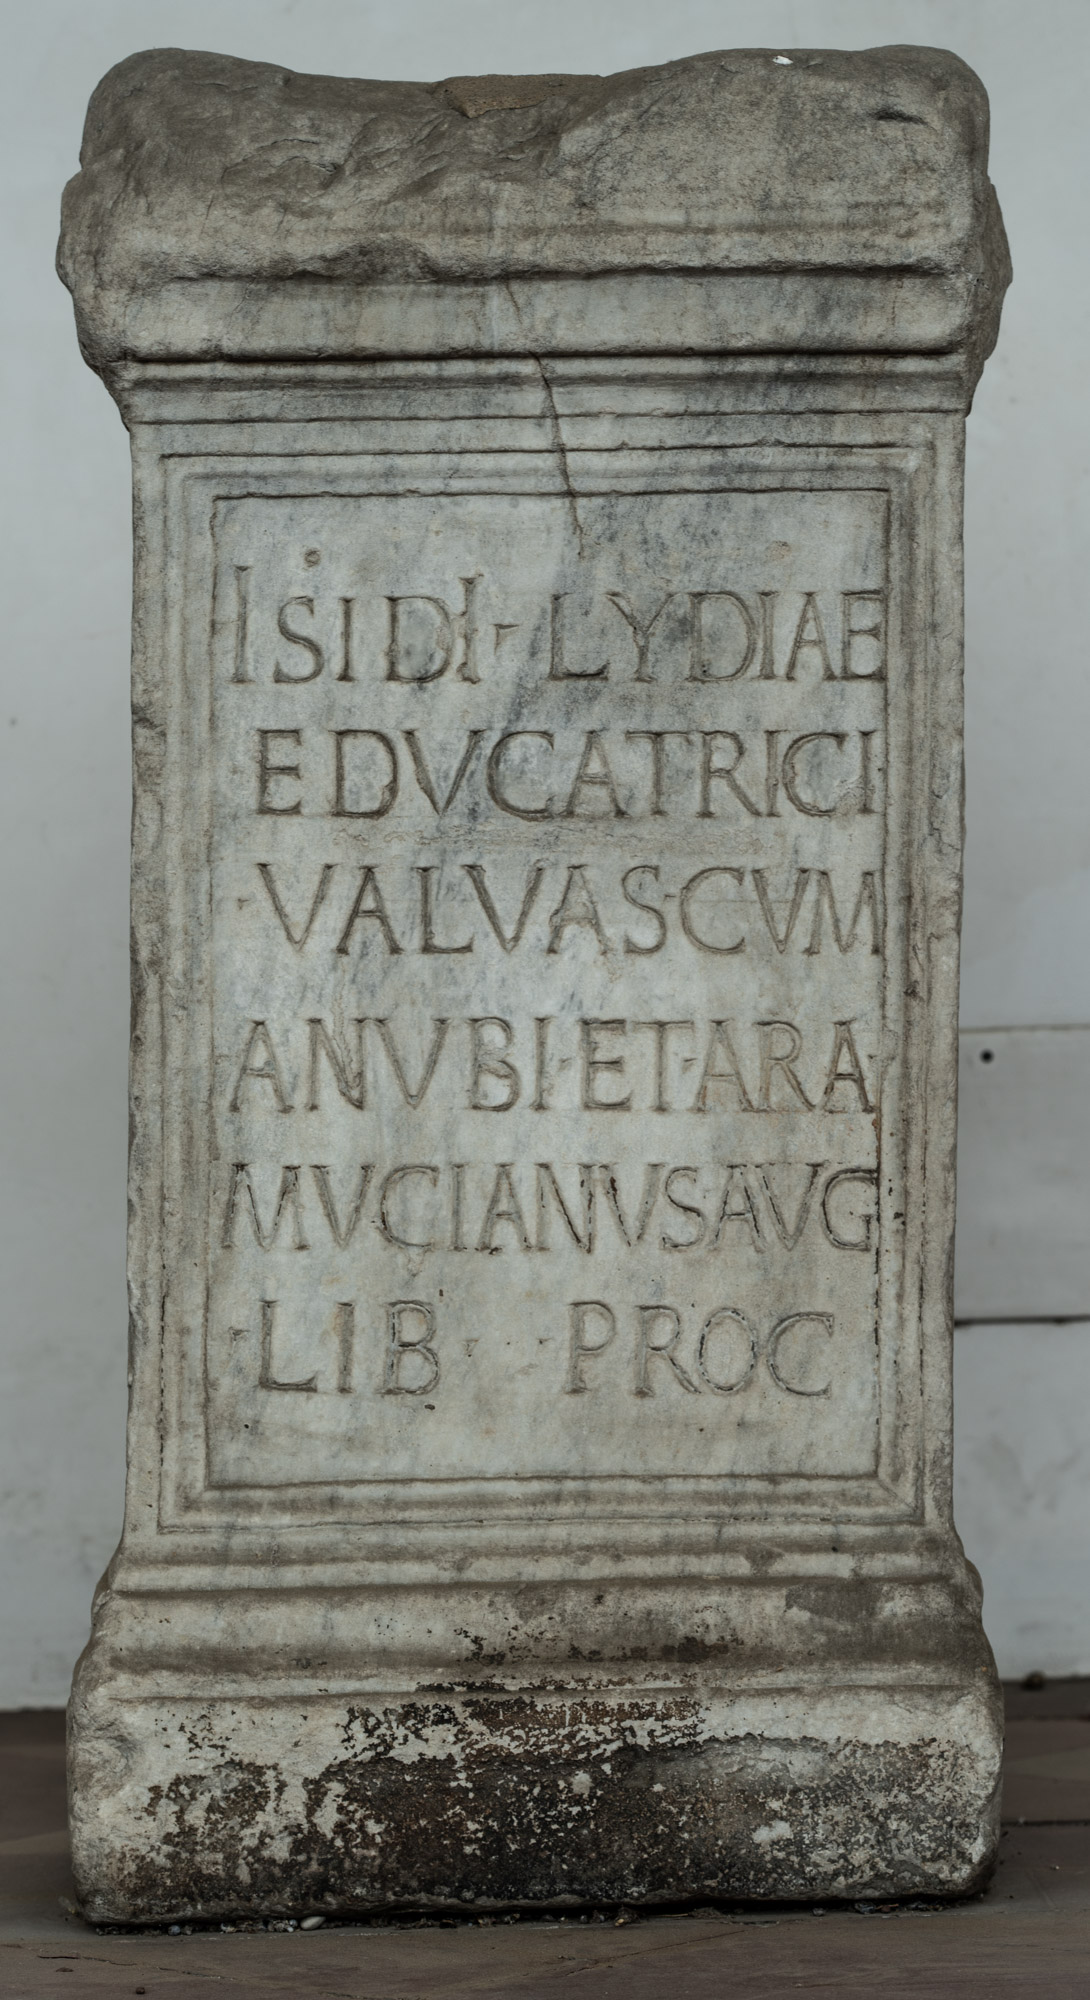 ISIDI · LYDIAE
EDVCATRICI
VALVAS·CVM
ANVBI·ET·ARA
MVCIANVS AVG
LIB · PROC